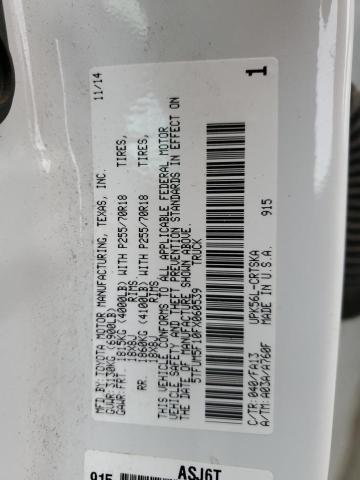 MFD. BY: 11/14
TOYOTA MOTOR MANUFACTURING, TEXAS, INC.
GVWR: 3130KG (6900LB)
GAWR: FRT. 1815KG (4000LB) WITH P255/70R18 TIRES,
18X8J RIMS
RR. 1860KG (4100LB) WITH P255/70R18 TIRES,
18X8J RIMS
THIS VEHICLE CONFORMS TO ALL APPLICABLE FEDERAL MOTOR
VEHICLE SAFETY AND THEFT PREVENTION STANDARDS IN EFFECT ON
THE DATE OF MANUFACTURE SHOWN ABOVE.
5TFUM5F10FX060539 TRUCK
1
UPK56L-CRTSKA 915
C/TR: 040/FA13 MADE IN U.S.A.
A/TM: A03A/A760F
915 ASJ6T